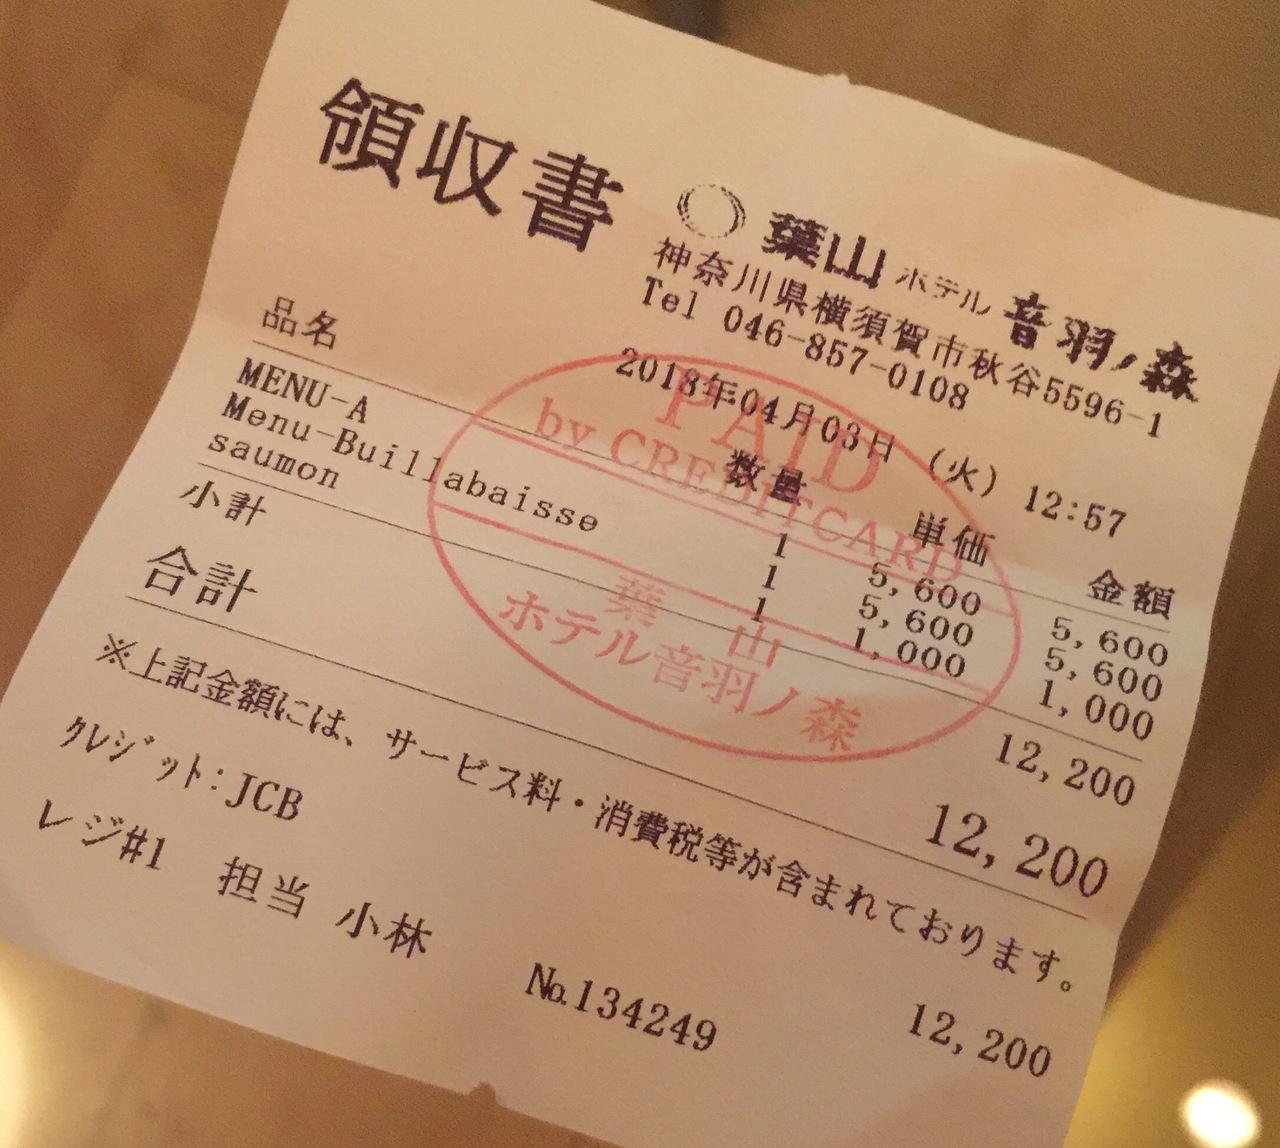 領収書
葉山ホテル音羽ノ森
神奈川県横須賀市秋谷5596-1
Tel 046-857-0108
2018年04月03日 (火) 12:57
品名 数量 単価 金額
MENU-A 1 5,600 5,600
Menu-Buillabaisse 1 5,600 5,600
saumon 1 1,000 1,000
小計 12,200
合計 12,200
※上記金額には、サービス料・消費税等が含まれております。
クレジット:JCB 12,200
レジ#1 担当 小林
No.134249
PAID
by CREDITCARD
葉山
ホテル音羽ノ森